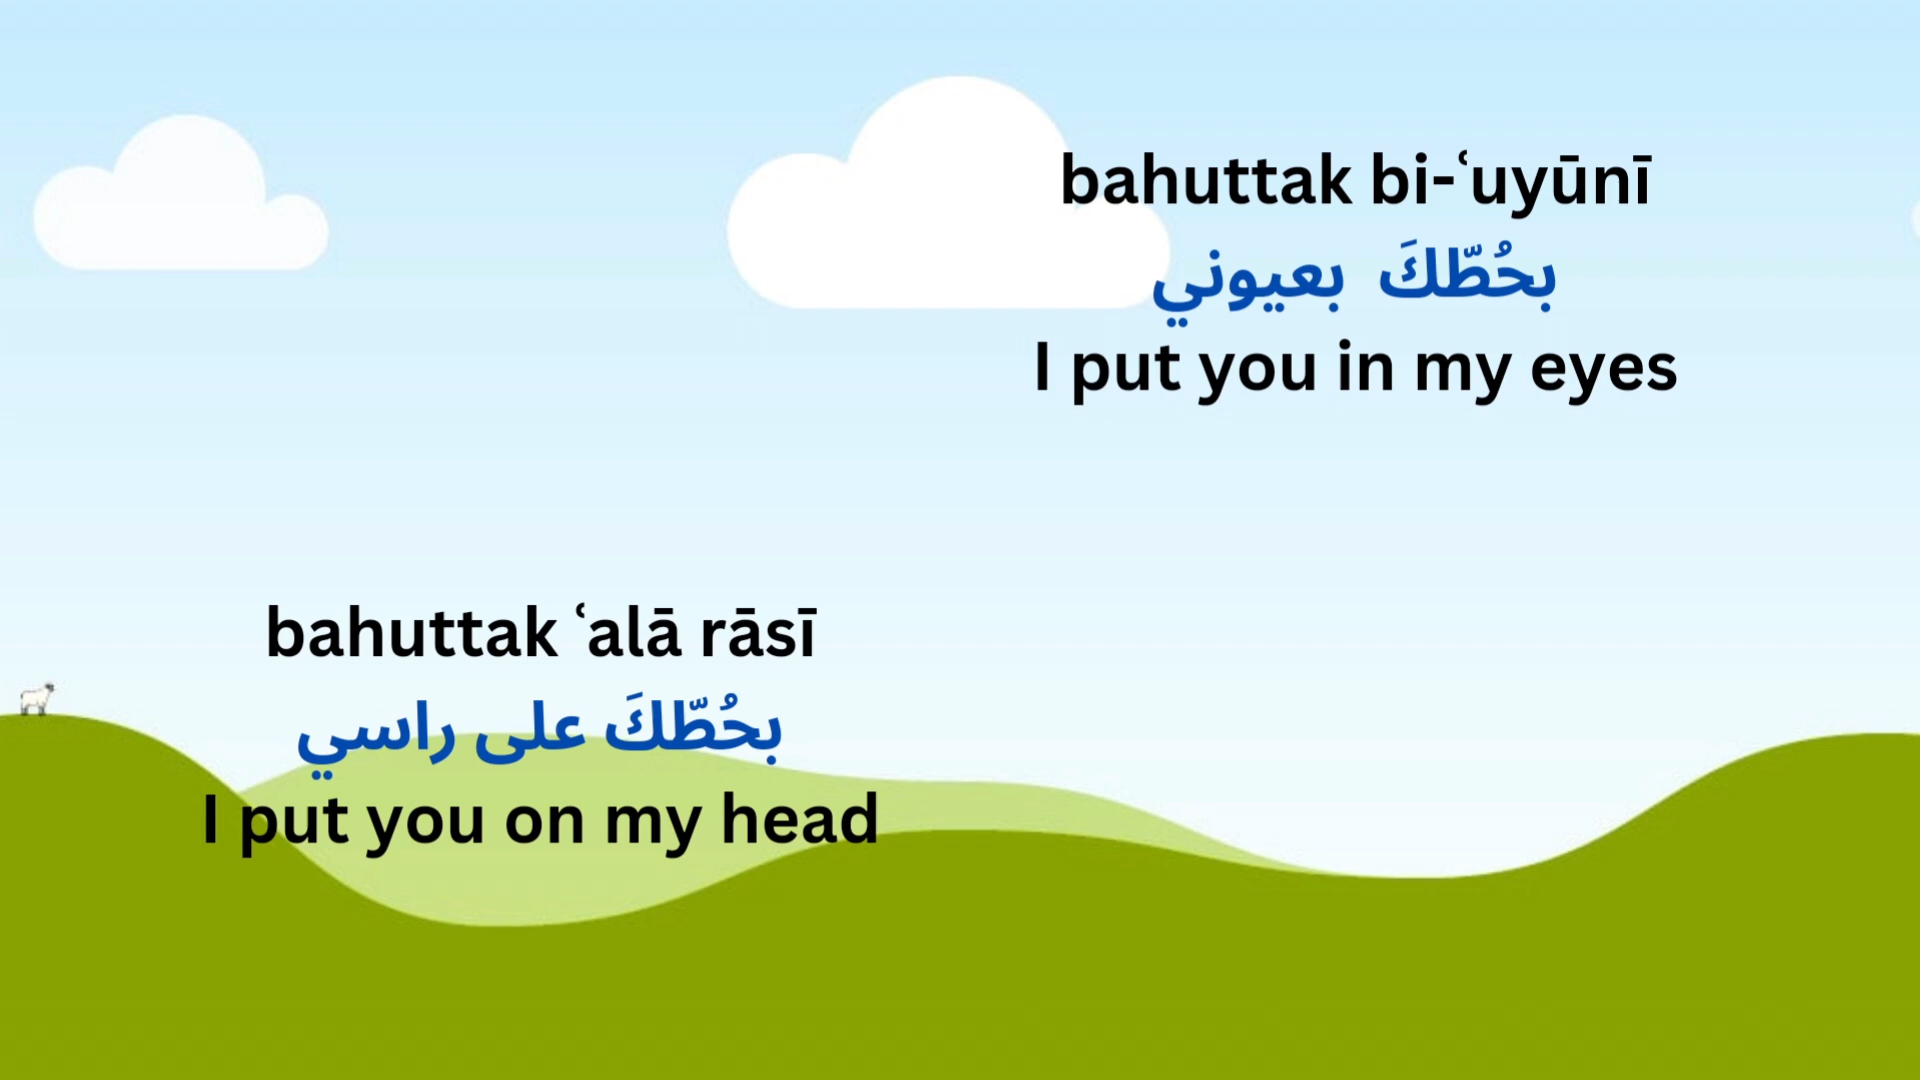 bahuttak bi-ʿuyūnī
بحُطّكَ بعيوني
I put you in my eyes
bahuttak ʿalā rāsī
بحُطّكَ على راسي
I put you on my head